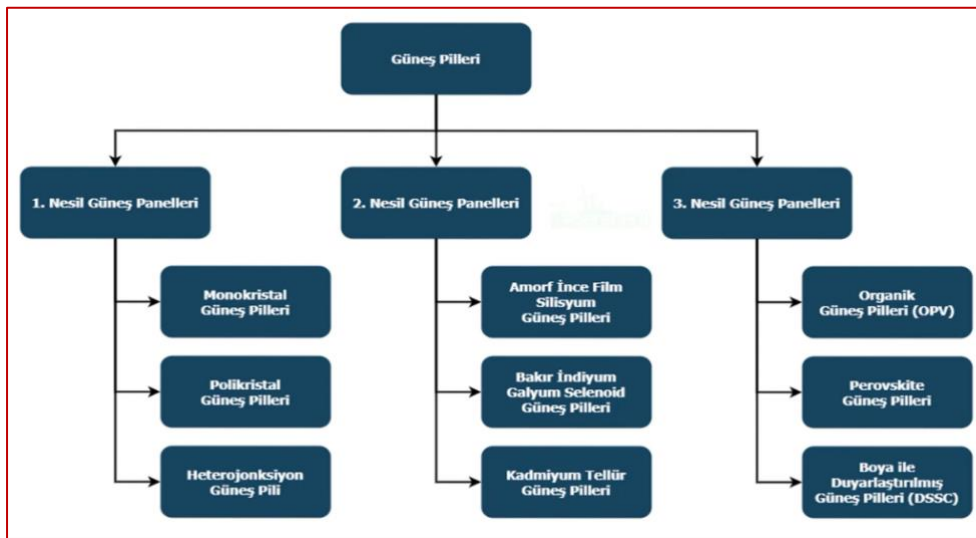 Güneş Pilleri
1. Nesil Güneş Panelleri
2. Nesil Güneş Panelleri
3. Nesil Güneş Panelleri
Monokristal
Güneş Pilleri
Polikristal
Güneş Pilleri
Heterojonksiyon
Güneş Pili
Amorf İnce Film
Silisyum
Güneş Pilleri
Bakır İndiyum
Galyum Selenoid
Güneş Pilleri
Kadmiyum Tellür
Güneş Pilleri
Organik
Güneş Pilleri (OPV)
Perovskite
Güneş Pilleri
Boya ile
Duyarlaştırılmış
Güneş Pilleri (DSSC)